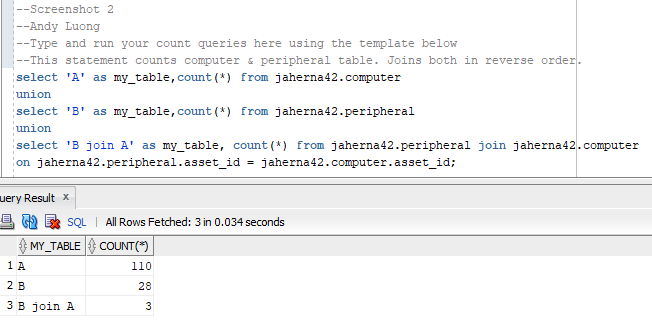 --Screenshot 2
--Andy Luong
--Type and run your count queries here using the template below
--This statement counts computer & peripheral table. Joins both in reverse order.
select 'A' as my_table,count(*) from jaherna42.computer
union
select 'B' as my_table,count(*) from jaherna42.peripheral
union
select 'B join A' as my_table, count(*) from jaherna42.peripheral join jaherna42.computer
on jaherna42.peripheral.asset_id = jaherna42.computer.asset_id;
uery Result x
SQL | All Rows Fetched: 3 in 0.034 seconds
MY_TABLE COUNT(*)
1 A 110
2 B 28
3 B join A 3